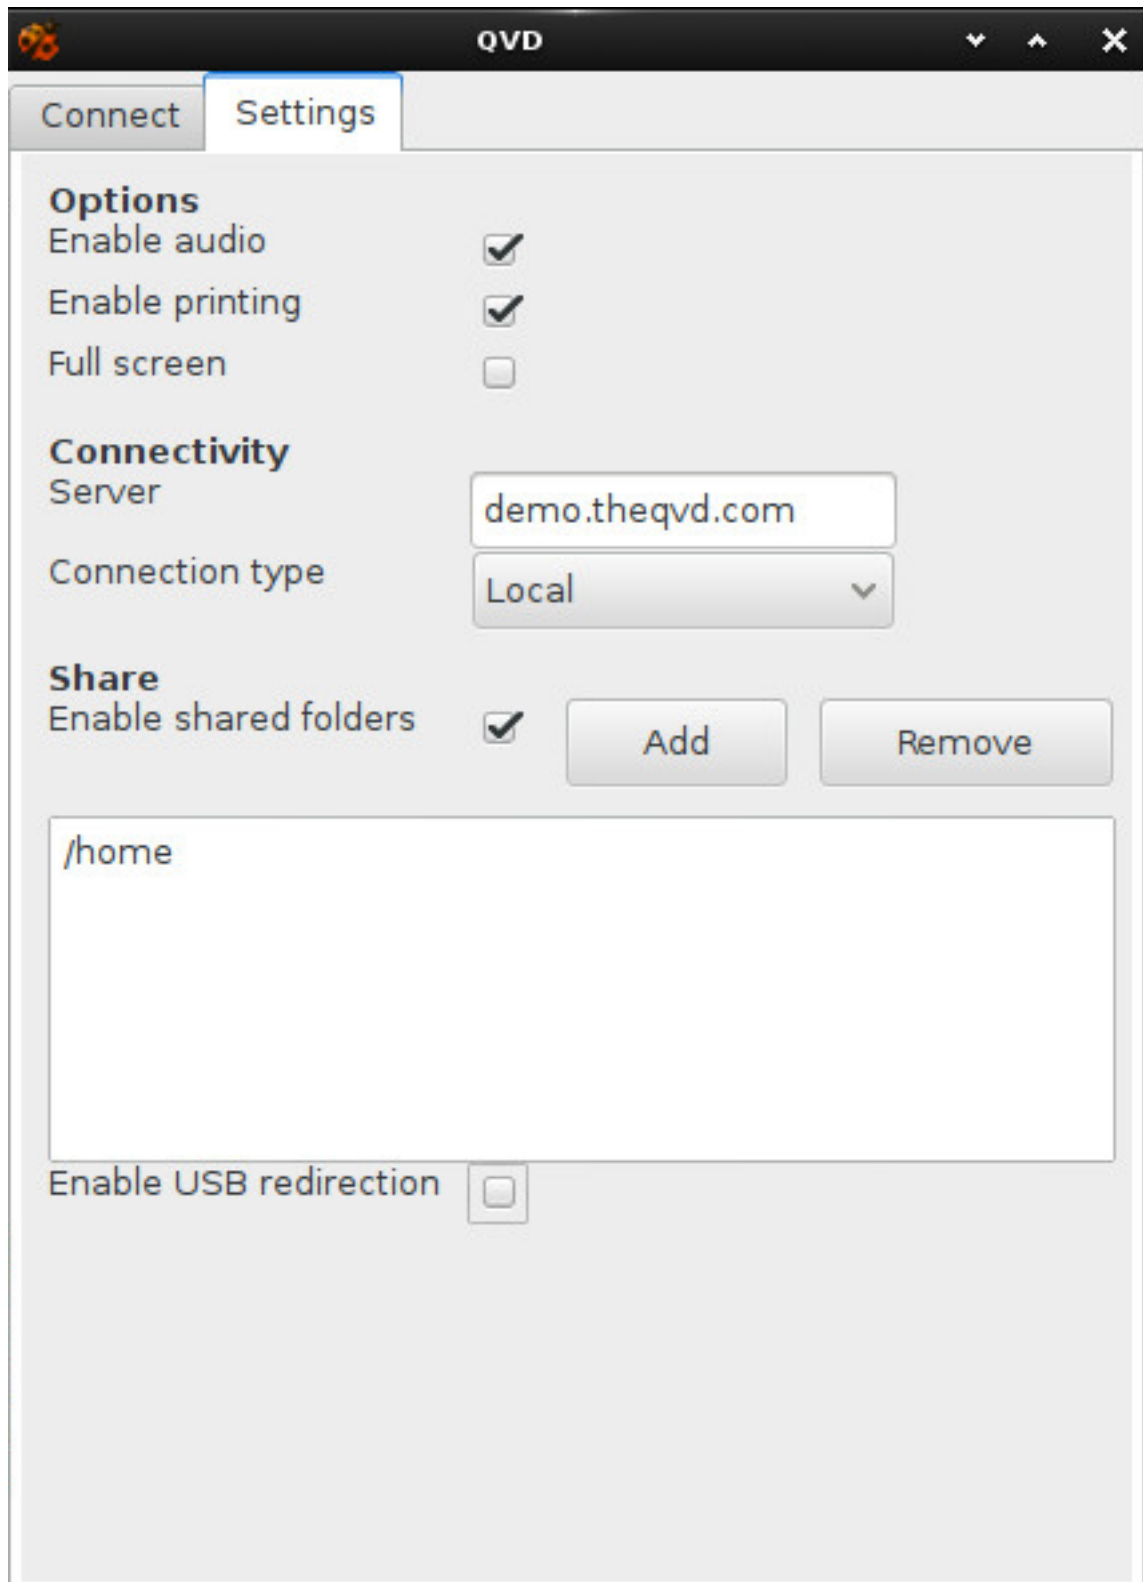 QVD
Connect Settings
Options
Enable audio
Enable printing
Full screen
Connectivity
Server demo.theqvd.com
Connection type Local
Share
Enable shared folders Add Remove
/home
Enable USB redirection